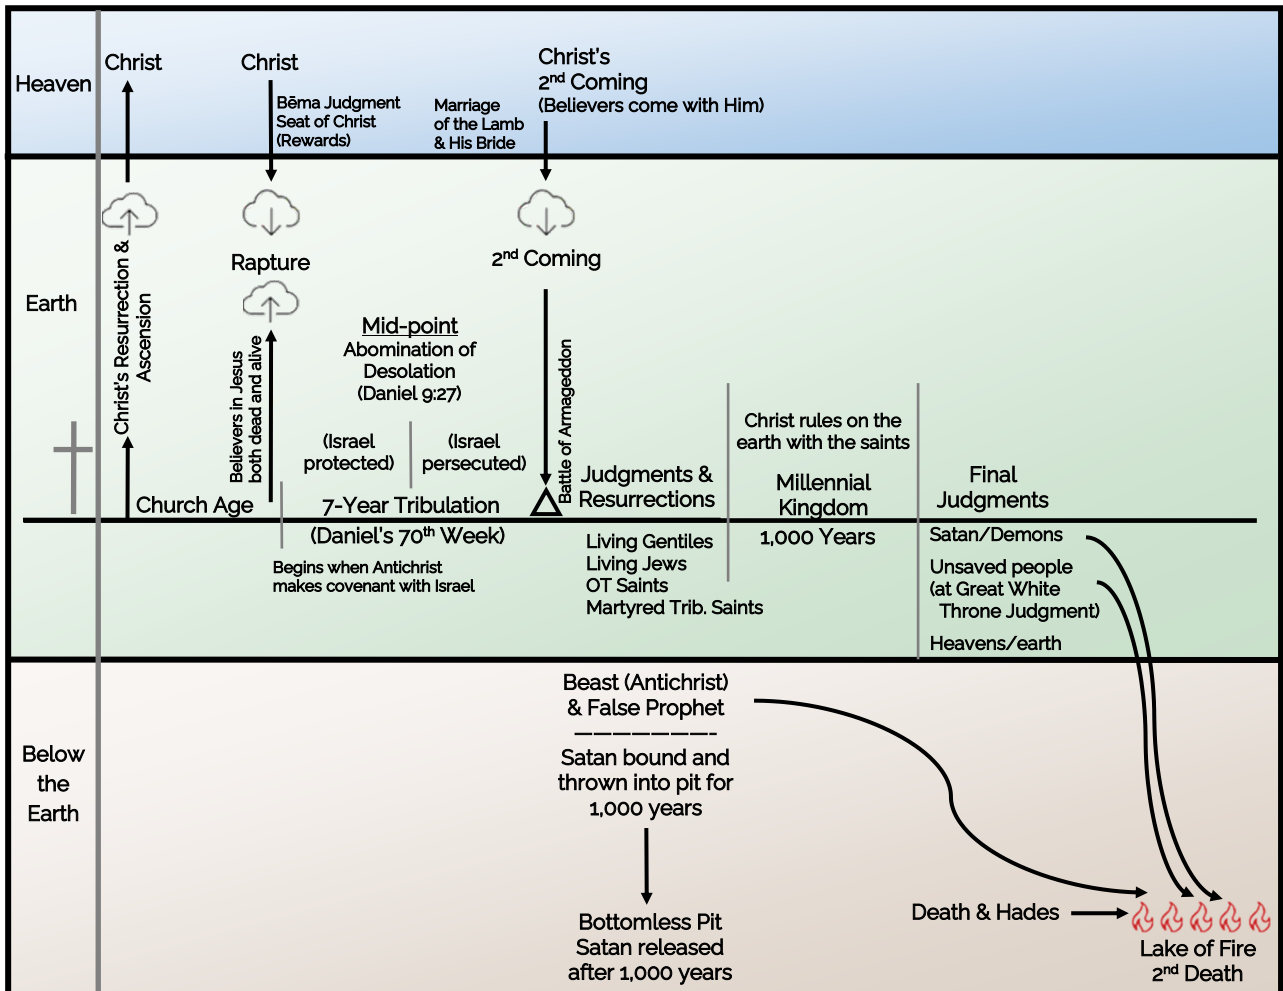 Heaven
Christ
Christ
Bēma Judgment
Seat of Christ
(Rewards)
Marriage
of the Lamb
& His Bride
Christ's
2nd Coming
(Believers come with Him)
Earth
Christ's Resurrection &
Ascension
Rapture
Believers in Jesus
both dead and alive
Mid-point
Abomination of
Desolation
(Daniel 9:27)
(Israel
protected)
(Israel
persecuted)
2nd Coming
Battle of Armageddon
Church Age
7-Year Tribulation
(Daniel's 70th Week)
Begins when Antichrist
makes covenant with Israel
Judgments &
Resurrections
Living Gentiles
Living Jews
OT Saints
Martyred Trib. Saints
Christ rules on the
earth with the saints
Millennial
Kingdom
1,000 Years
Final
Judgments
Satan/Demons
Unsaved people
(at Great White
Throne Judgment)
Heavens/earth
Below
the
Earth
Beast (Antichrist)
& False Prophet
Satan bound and
thrown into pit for
1,000 years
Bottomless Pit
Satan released
after 1,000 years
Death & Hades
Lake of Fire
2nd Death